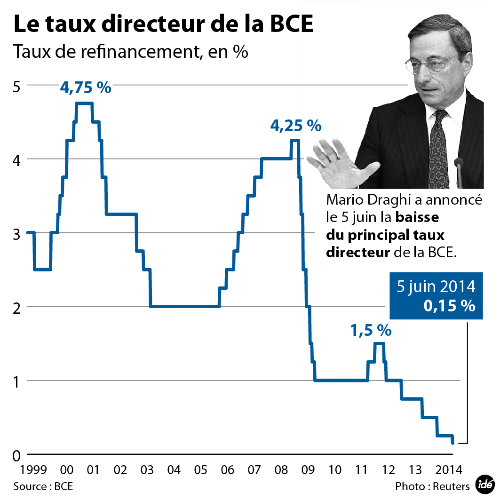 Le taux directeur de la BCE
Taux de refinancement, en %
5
4,75 %
4,25 %
4
Mario Draghi a annoncé
le 5 juin la baisse
du principal taux
directeur de la BCE.
3
5 juin 2014
0,15 %
2
1,5 %
1
0
1999 00 01 02 03 04 05 06 07 08 09 10 11 12 13 2014
Source : BCE
Photo : Reuters
idé